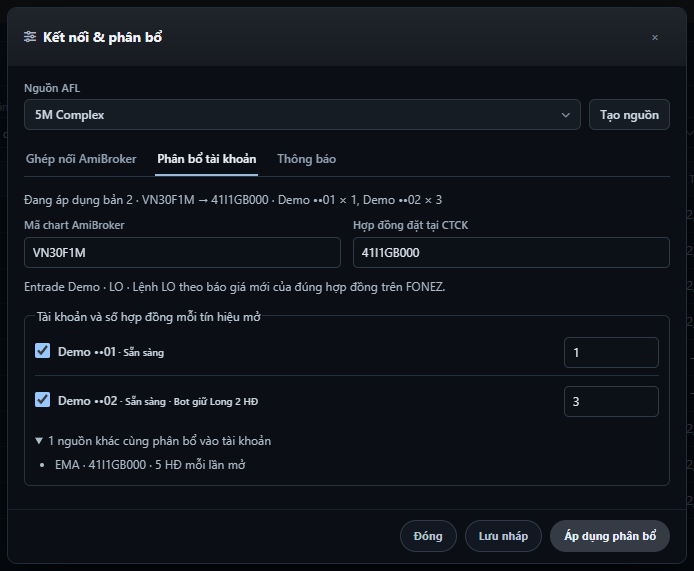 Kết nối & phân bổ
×
Nguồn AFL
5M Complex
Tạo nguồn
Ghép nối AmiBroker Phân bổ tài khoản Thông báo
Đang áp dụng bản 2 · VN30F1M → 41I1GB000 · Demo ••01 × 1, Demo ••02 × 3
Mã chart AmiBroker Hợp đồng đặt tại CTCK
VN30F1M 41I1GB000
Entrade Demo · LO · Lệnh LO theo báo giá mới của đúng hợp đồng trên FONEZ.
Tài khoản và số hợp đồng mỗi tín hiệu mở
Demo ••01 · Sẵn sàng 1
Demo ••02 · Sẵn sàng · Bot giữ Long 2 HĐ 3
▼ 1 nguồn khác cùng phân bổ vào tài khoản
• EMA · 41I1GB000 · 5 HĐ mỗi lần mở
Đóng Lưu nháp Áp dụng phân bổ